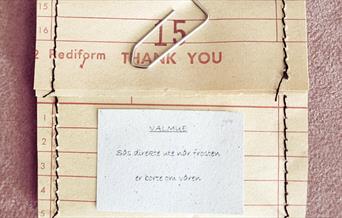 15
2 Rediform THANK YOU
1
2
3
4
5
VALMUE
Sås direkte ute når frosten
er borte om våren